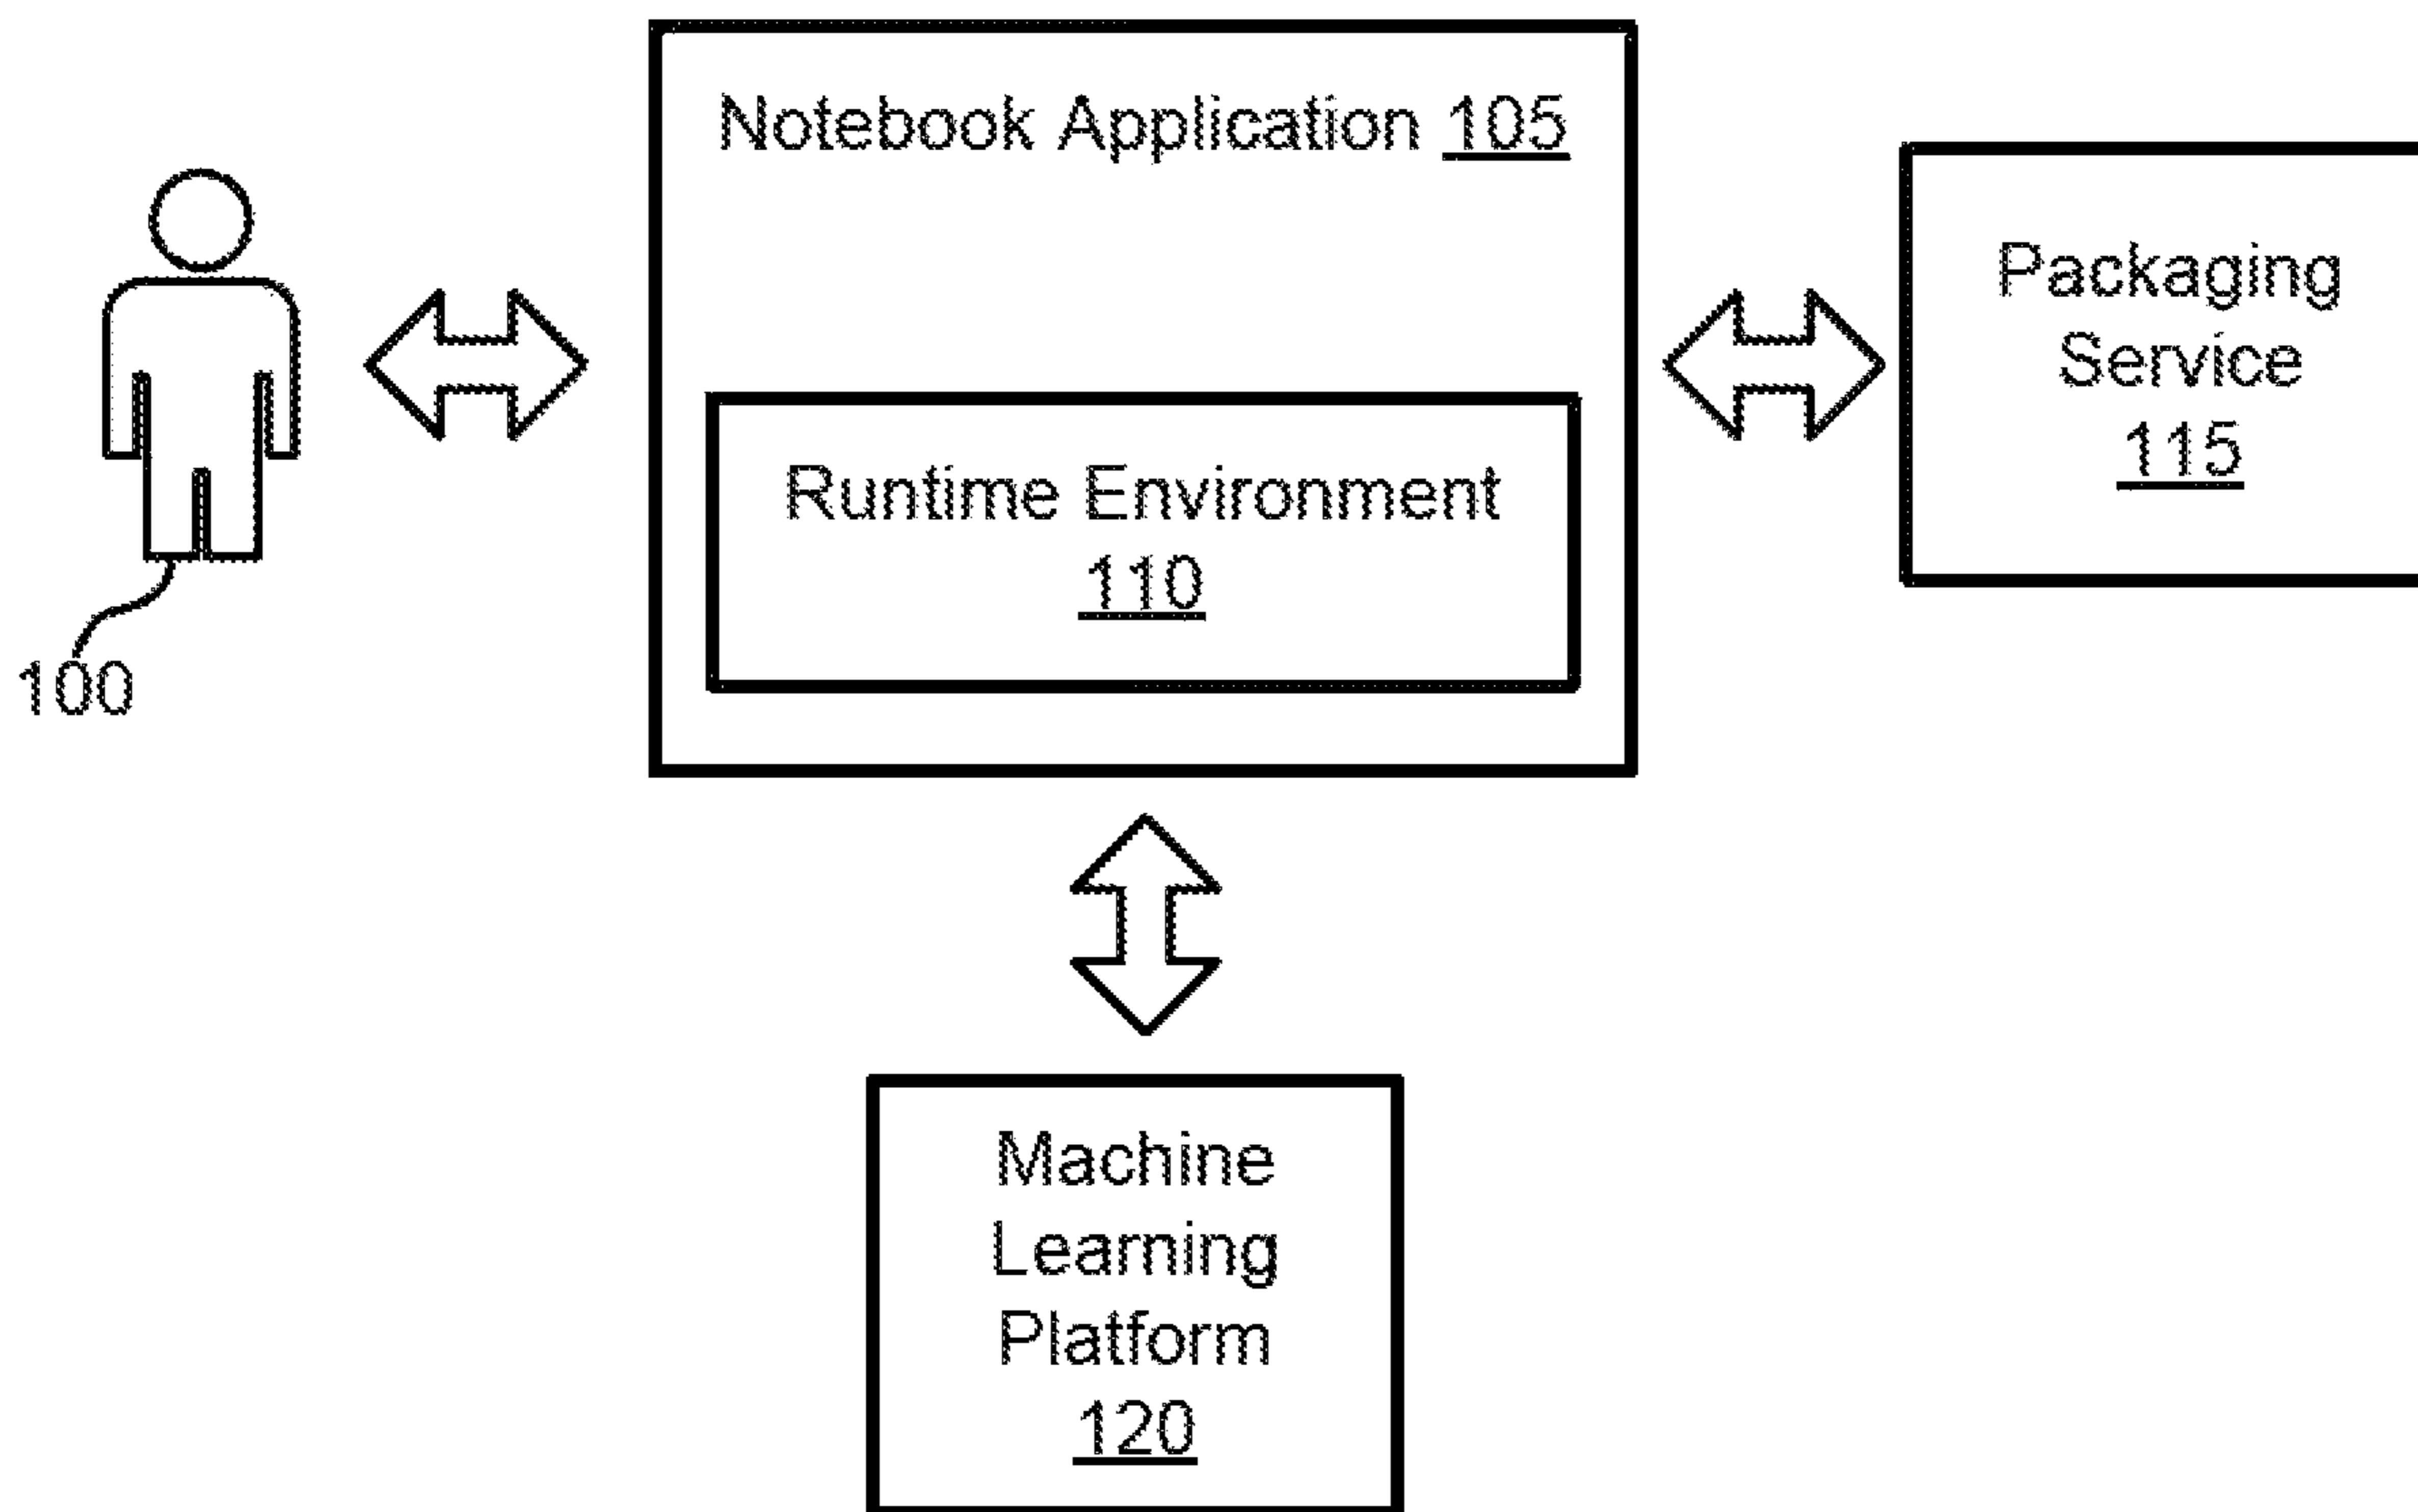 Notebook Application 105
Packaging
Service
115
Runtime Environment
110
100
Machine
Learning
Platform
120